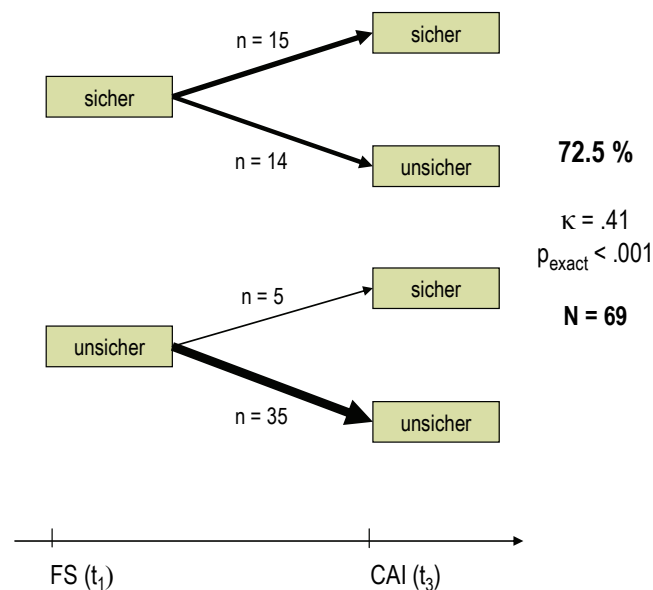 n = 15
sicher
sicher
n = 14
unsicher
72.5 %
κ = .41
p_exact < .001
n = 5
sicher
N = 69
unsicher
n = 35
unsicher
FS (t₁)
CAI (t₃)